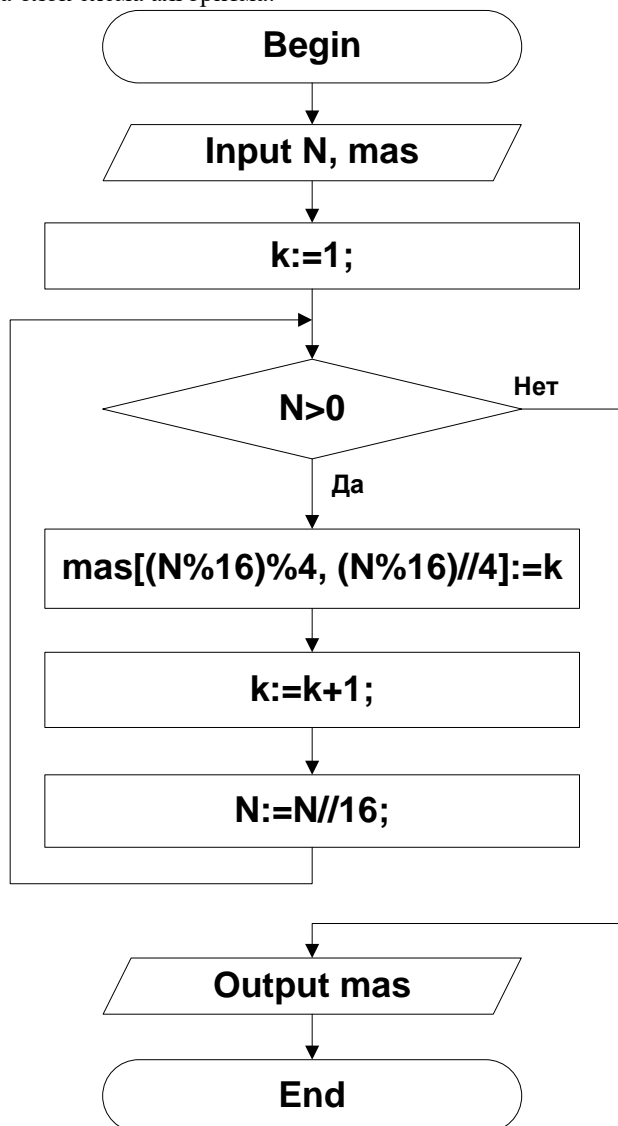 Begin
Input N, mas
k:=1;
N>0
Нет
Да
mas[(N%16)%4, (N%16)//4]:=k
k:=k+1;
N:=N//16;
Output mas
End